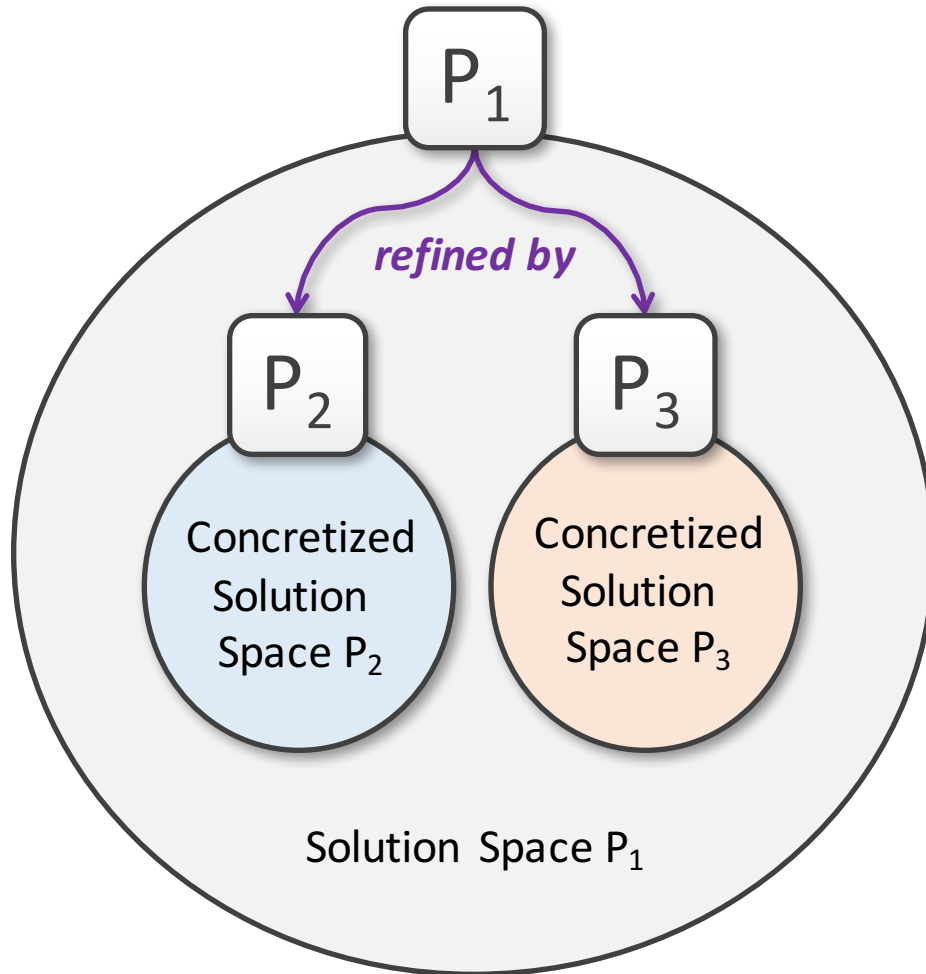 P₁
refined by
P₂
P₃
Concretized
Solution
Space P₂
Concretized
Solution
Space P₃
Solution Space P₁